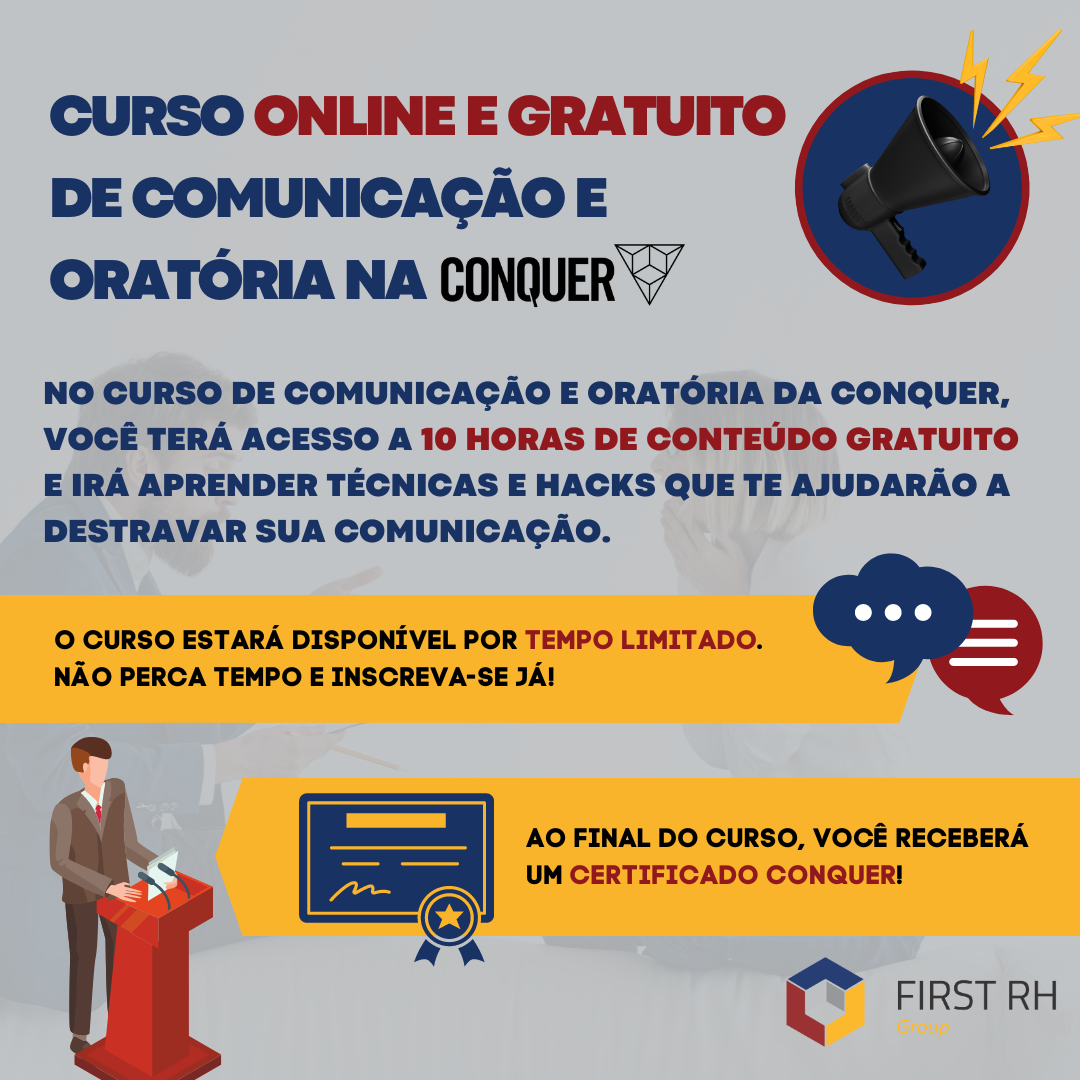 CURSO ONLINE E GRATUITO
DE COMUNICAÇÃO E
ORATÓRIA NA CONQUER
NO CURSO DE COMUNICAÇÃO E ORATÓRIA DA CONQUER,
VOCÊ TERÁ ACESSO A 10 HORAS DE CONTEÚDO GRATUITO
E IRÁ APRENDER TÉCNICAS E HACKS QUE TE AJUDARÃO A
DESTRAVAR SUA COMUNICAÇÃO.
O CURSO ESTARÁ DISPONÍVEL POR TEMPO LIMITADO.
NÃO PERCA TEMPO E INSCREVA-SE JÁ!
AO FINAL DO CURSO, VOCÊ RECEBERÁ
UM CERTIFICADO CONQUER!
FIRST RH
Group